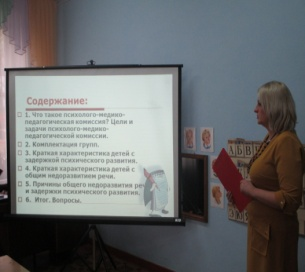 Содержание:
1. Что такое психолого-медико-
педагогическая комиссия? Цели и
задачи психолого-медико-
педагогической комиссии.
2. Комплектация групп.
3. Краткая характеристика детей с
задержкой психического развития.
4. Краткая характеристика детей с
общим недоразвитием речи.
5. Причины общего недоразвития речи
и задержки психического развития.
6. Итог. Вопросы.